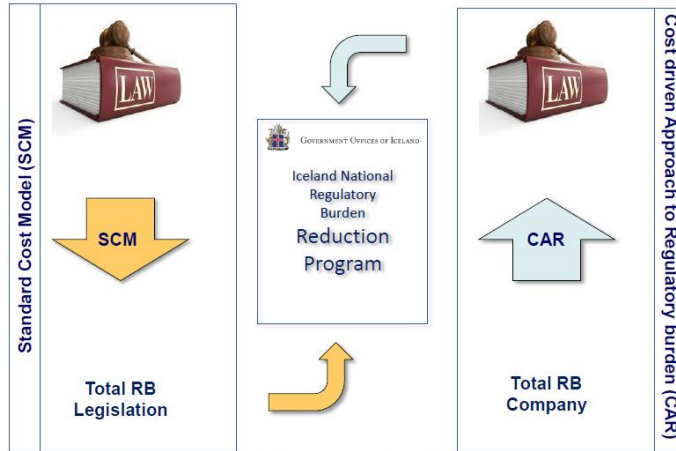 Standard Cost Model (SCM)
LAW
SCM
Total RB
Legislation
GOVERNMENT OFFICES OF ICELAND
Iceland National
Regulatory
Burden
Reduction
Program
LAW
CAR
Total RB
Company
Cost driven Approach to Regulatory burden (CAR)